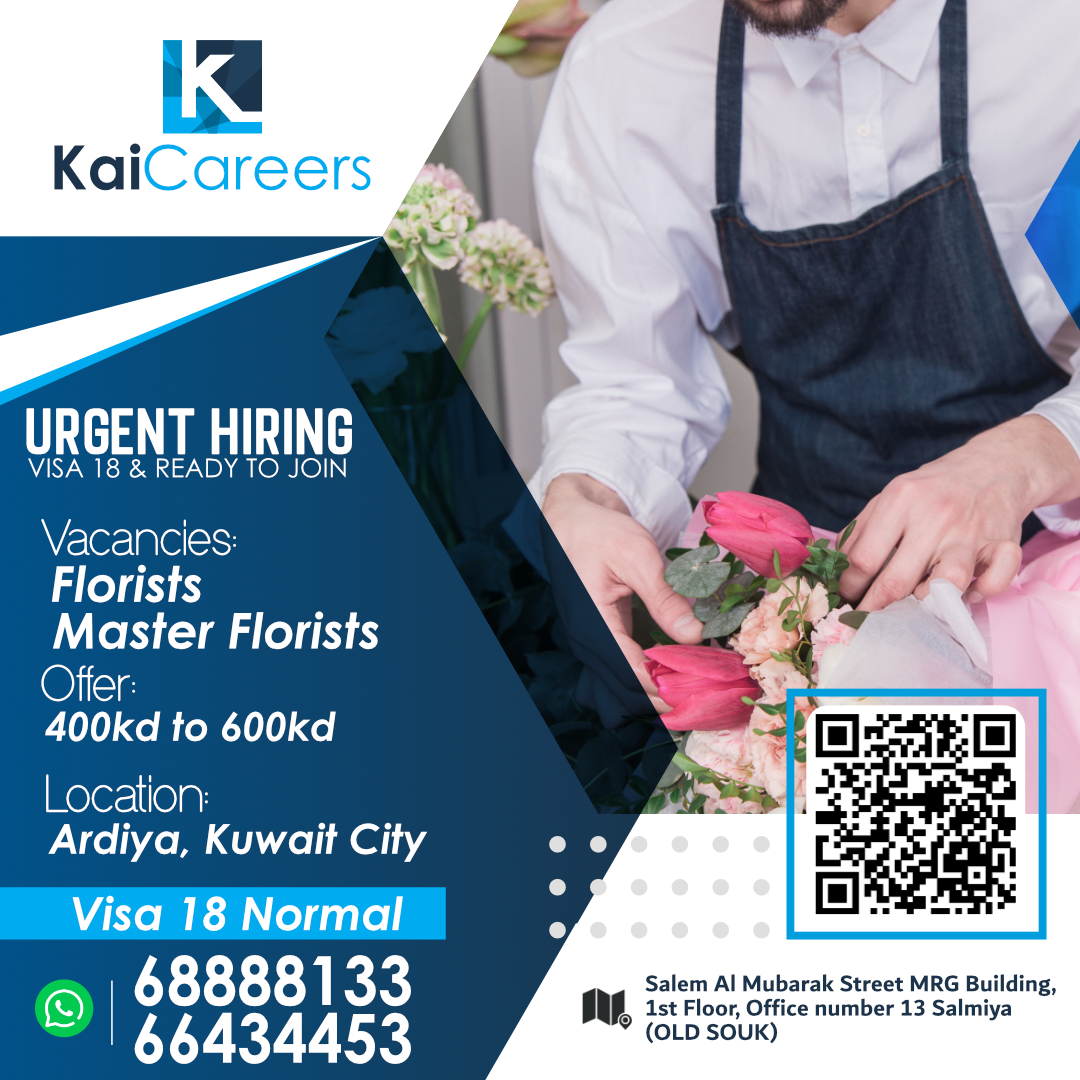 K
KaiCareers
URGENT HIRING
VISA 18 & READY TO JOIN
Vacancies:
Florists
Master Florists
Offer:
400kd to 600kd
Location:
Ardiya, Kuwait City
Visa 18 Normal
68888133
66434453
Salem Al Mubarak Street MRG Building,
1st Floor, Office number 13 Salmiya
(OLD SOUK)